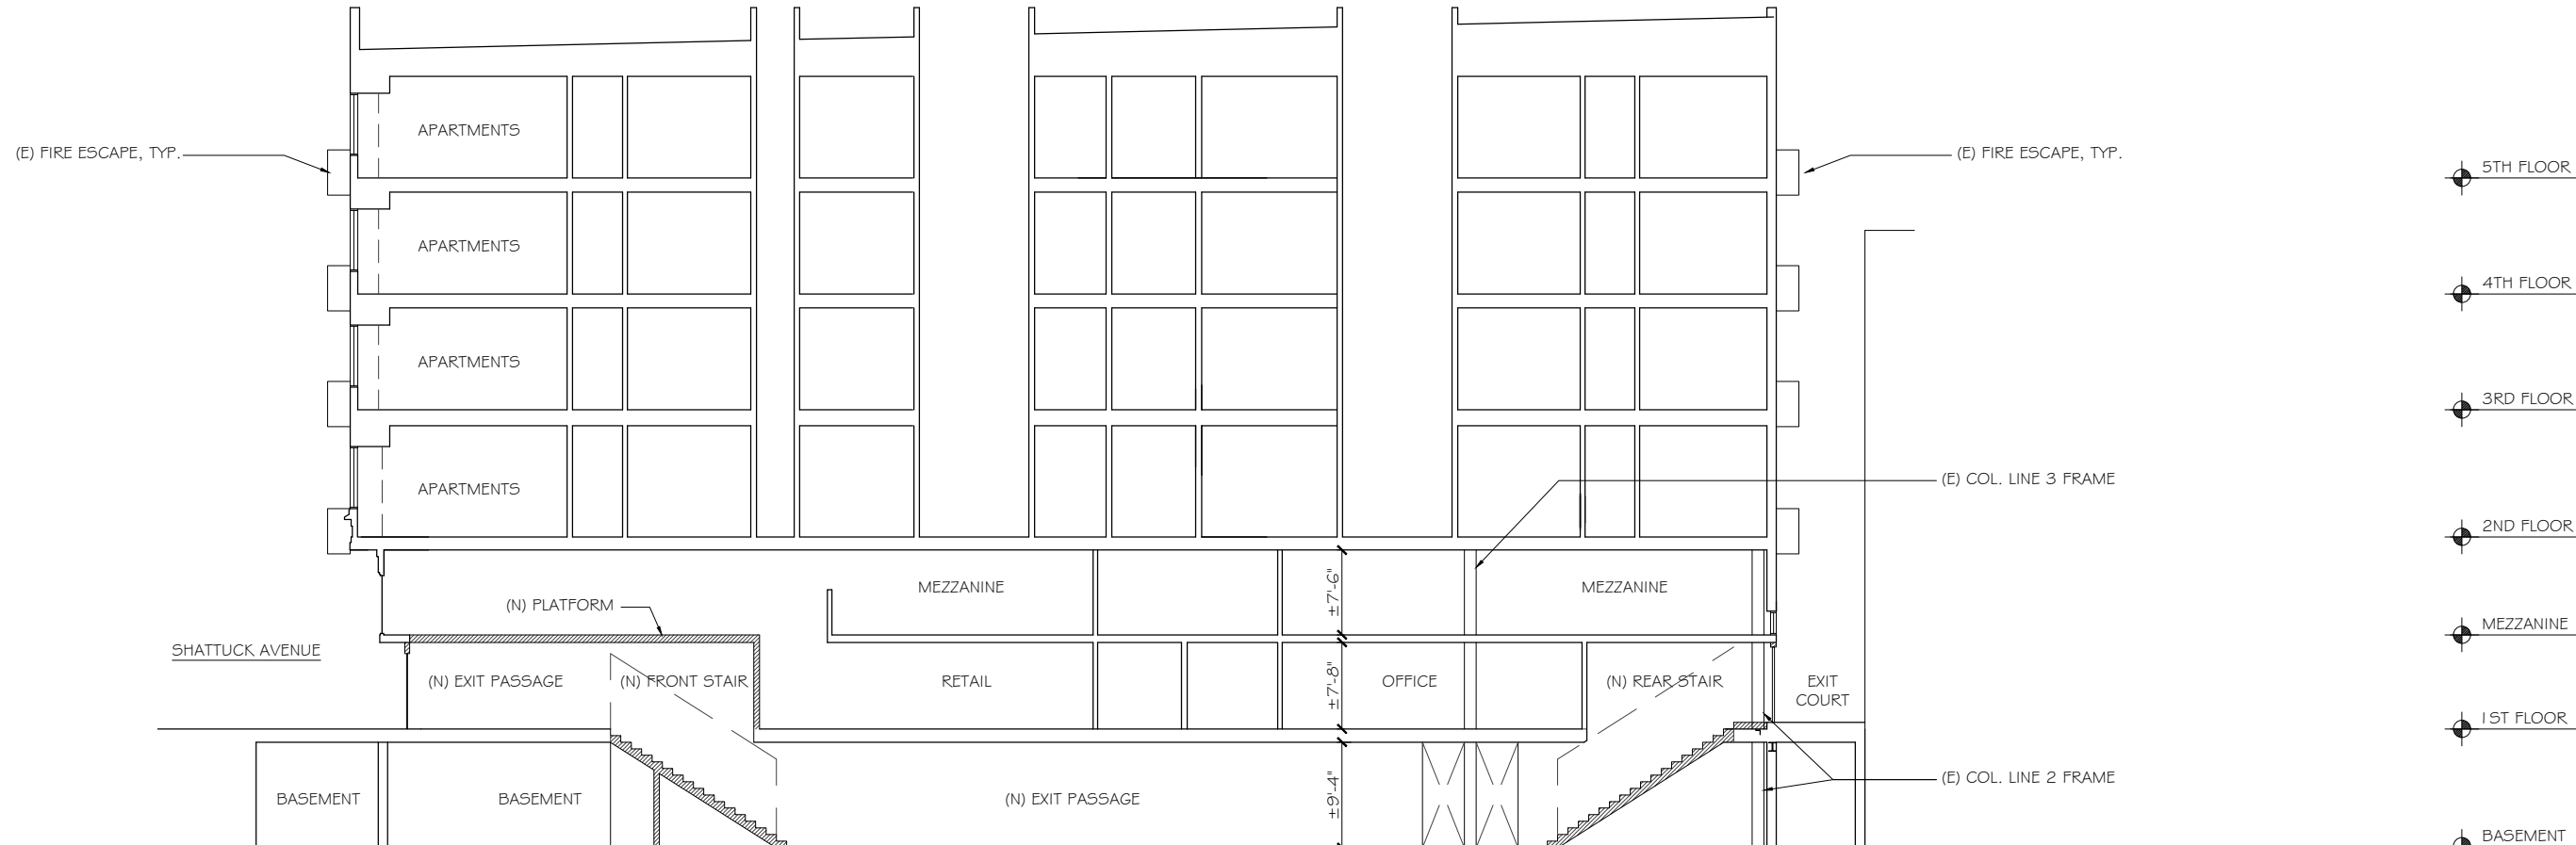 APARTMENTS
(E) FIRE ESCAPE, TYP.
(E) FIRE ESCAPE, TYP.
5TH FLOOR
APARTMENTS
4TH FLOOR
APARTMENTS
3RD FLOOR
(E) COL. LINE 3 FRAME
APARTMENTS
2ND FLOOR
MEZZANINE
±7'-6"
MEZZANINE
(N) PLATFORM
MEZZANINE
SHATTUCK AVENUE
(N) EXIT PASSAGE
(N) FRONT STAIR
RETAIL
±7'-8"
OFFICE
(N) REAR STAIR
EXIT
COURT
1ST FLOOR
(E) COL. LINE 2 FRAME
BASEMENT
BASEMENT
(N) EXIT PASSAGE
±9'-4"
BASEMENT